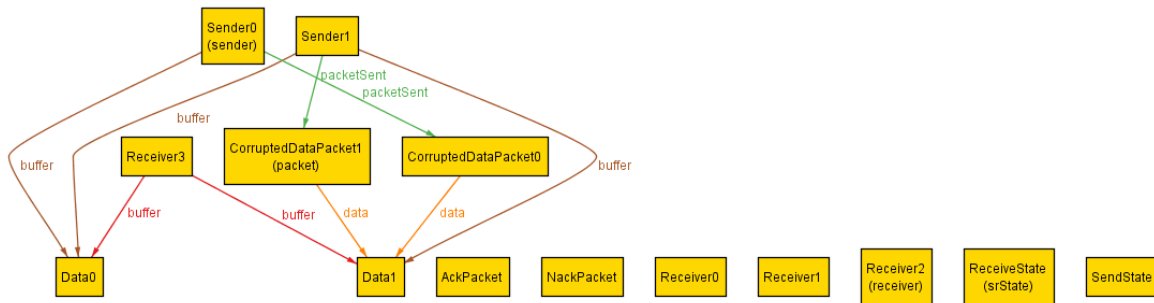 Sender0
(sender)
Sender1
packetSent
packetSent
buffer
Receiver3
CorruptedDataPacket1
(packet)
CorruptedDataPacket0
buffer
buffer
buffer
buffer
data
data
Data0
Data1
AckPacket
NackPacket
Receiver0
Receiver1
Receiver2
(receiver)
ReceiveState
(srState)
SendState